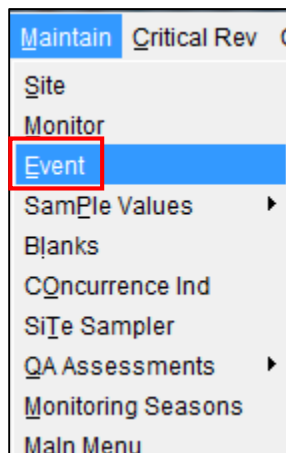 Maintain Critical Rev
Site
Monitor
Event
SamPle Values
Blanks
COncurrence Ind
SiTe Sampler
QA Assessments
Monitoring Seasons
MaIn Menu